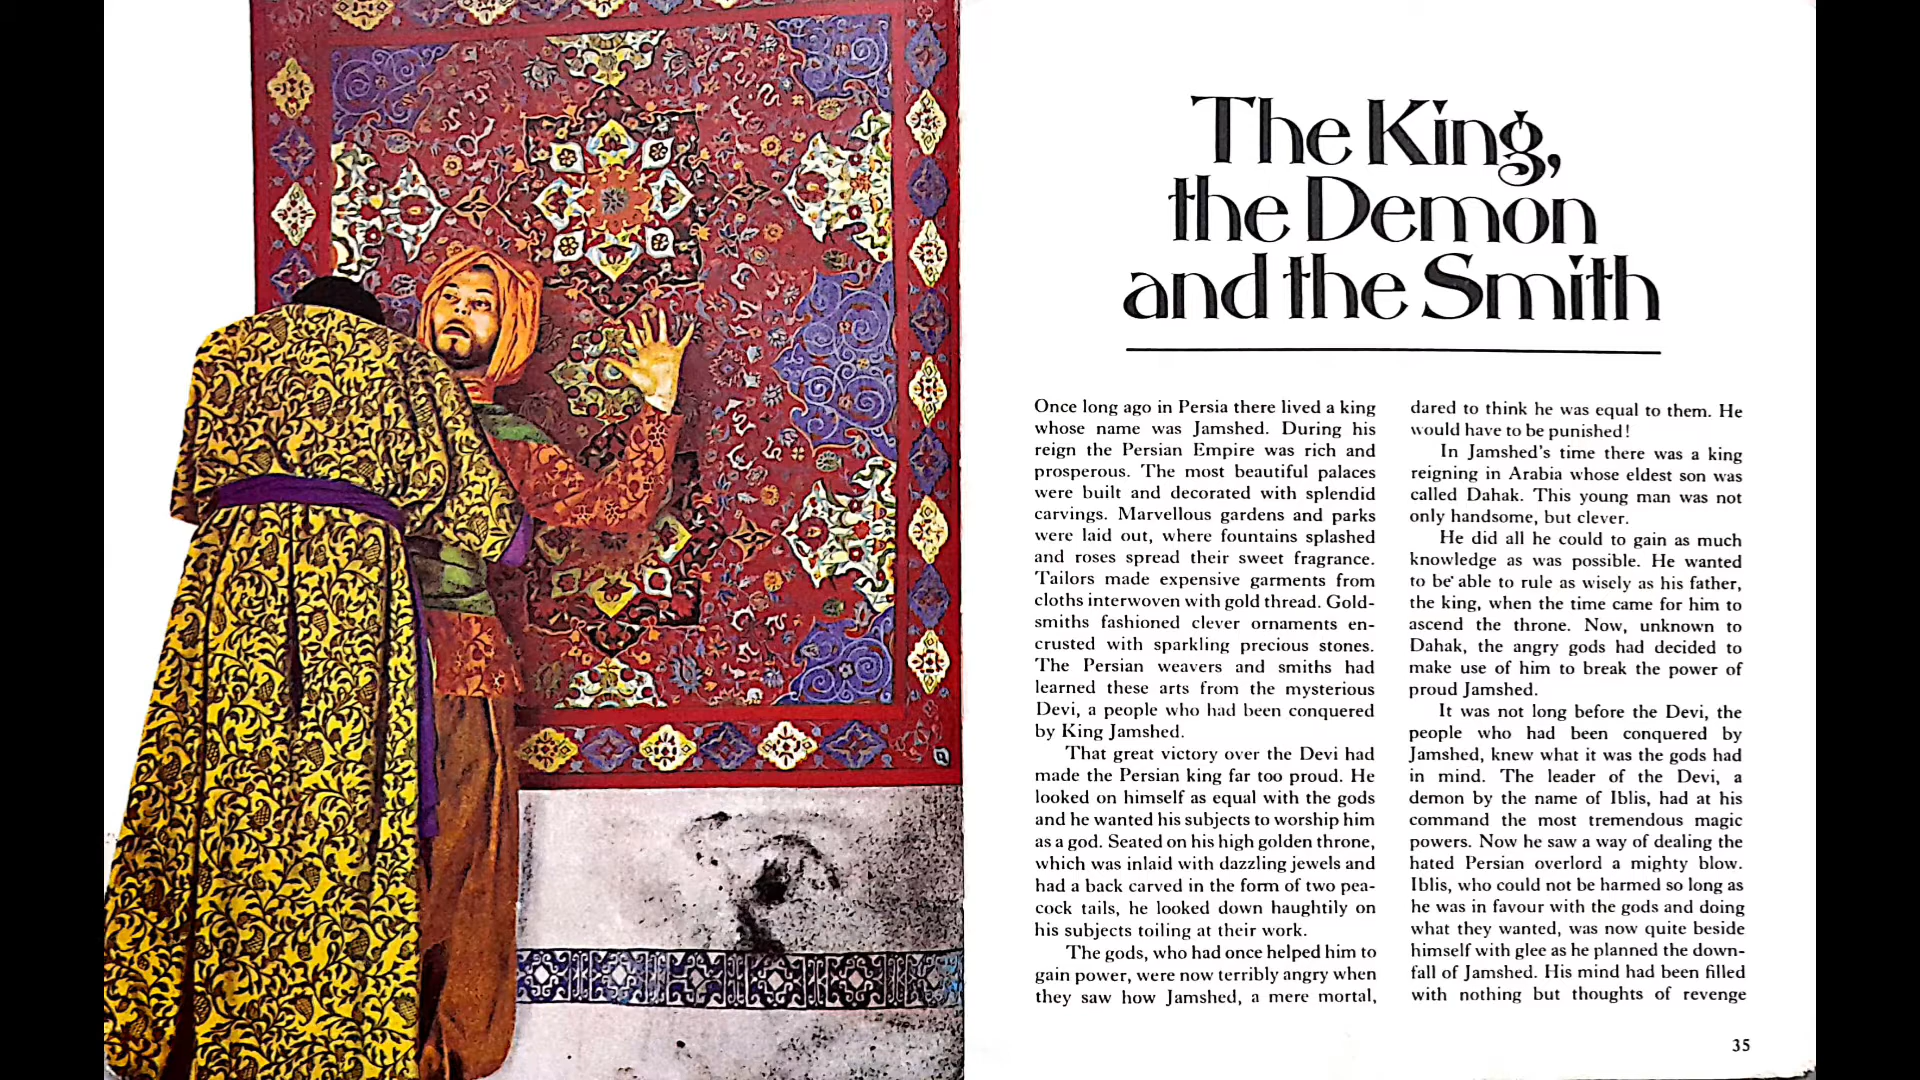 The King,
the Demon
and the Smith
Once long ago in Persia there lived a king
whose name was Jamshed. During his
reign the Persian Empire was rich and
prosperous. The most beautiful palaces
were built and decorated with splendid
carvings. Marvellous gardens and parks
were laid out, where fountains splashed
and roses spread their sweet fragrance.
Tailors made expensive garments from
cloths interwoven with gold thread. Gold-
smiths fashioned clever ornaments en-
crusted with sparkling precious stones.
The Persian weavers and smiths had
learned these arts from the mysterious
Devi, a people who had been conquered
by King Jamshed.
That great victory over the Devi had
made the Persian king far too proud. He
looked on himself as equal with the gods
and he wanted his subjects to worship him
as a god. Seated on his high golden throne,
which was inlaid with dazzling jewels and
had a back carved in the form of two pea-
cock tails, he looked down haughtily on
his subjects toiling at their work.
The gods, who had once helped him to
gain power, were now terribly angry when
they saw how Jamshed, a mere mortal,
dared to think he was equal to them. He
would have to be punished!
In Jamshed's time there was a king
reigning in Arabia whose eldest son was
called Dahak. This young man was not
only handsome, but clever.
He did all he could to gain as much
knowledge as was possible. He wanted
to be able to rule as wisely as his father,
the king, when the time came for him to
ascend the throne. Now, unknown to
Dahak, the angry gods had decided to
make use of him to break the power of
proud Jamshed.
It was not long before the Devi, the
people who had been conquered by
Jamshed, knew what it was the gods had
in mind. The leader of the Devi, a
demon by the name of Iblis, had at his
command the most tremendous magic
powers. Now he saw a way of dealing the
hated Persian overlord a mighty blow.
Iblis, who could not be harmed so long as
he was in favour with the gods and doing
what they wanted, was now quite beside
himself with glee as he planned the down-
fall of Jamshed. His mind had been filled
with nothing but thoughts of revenge
35